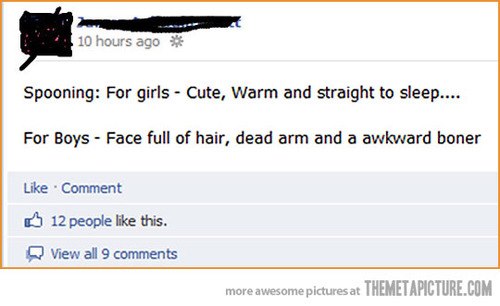 10 hours ago
Spooning: For girls - Cute, Warm and straight to sleep....
For Boys - Face full of hair, dead arm and a awkward boner
Like · Comment
12 people like this.
View all 9 comments
more awesome pictures at THEMETAPICTURE.COM